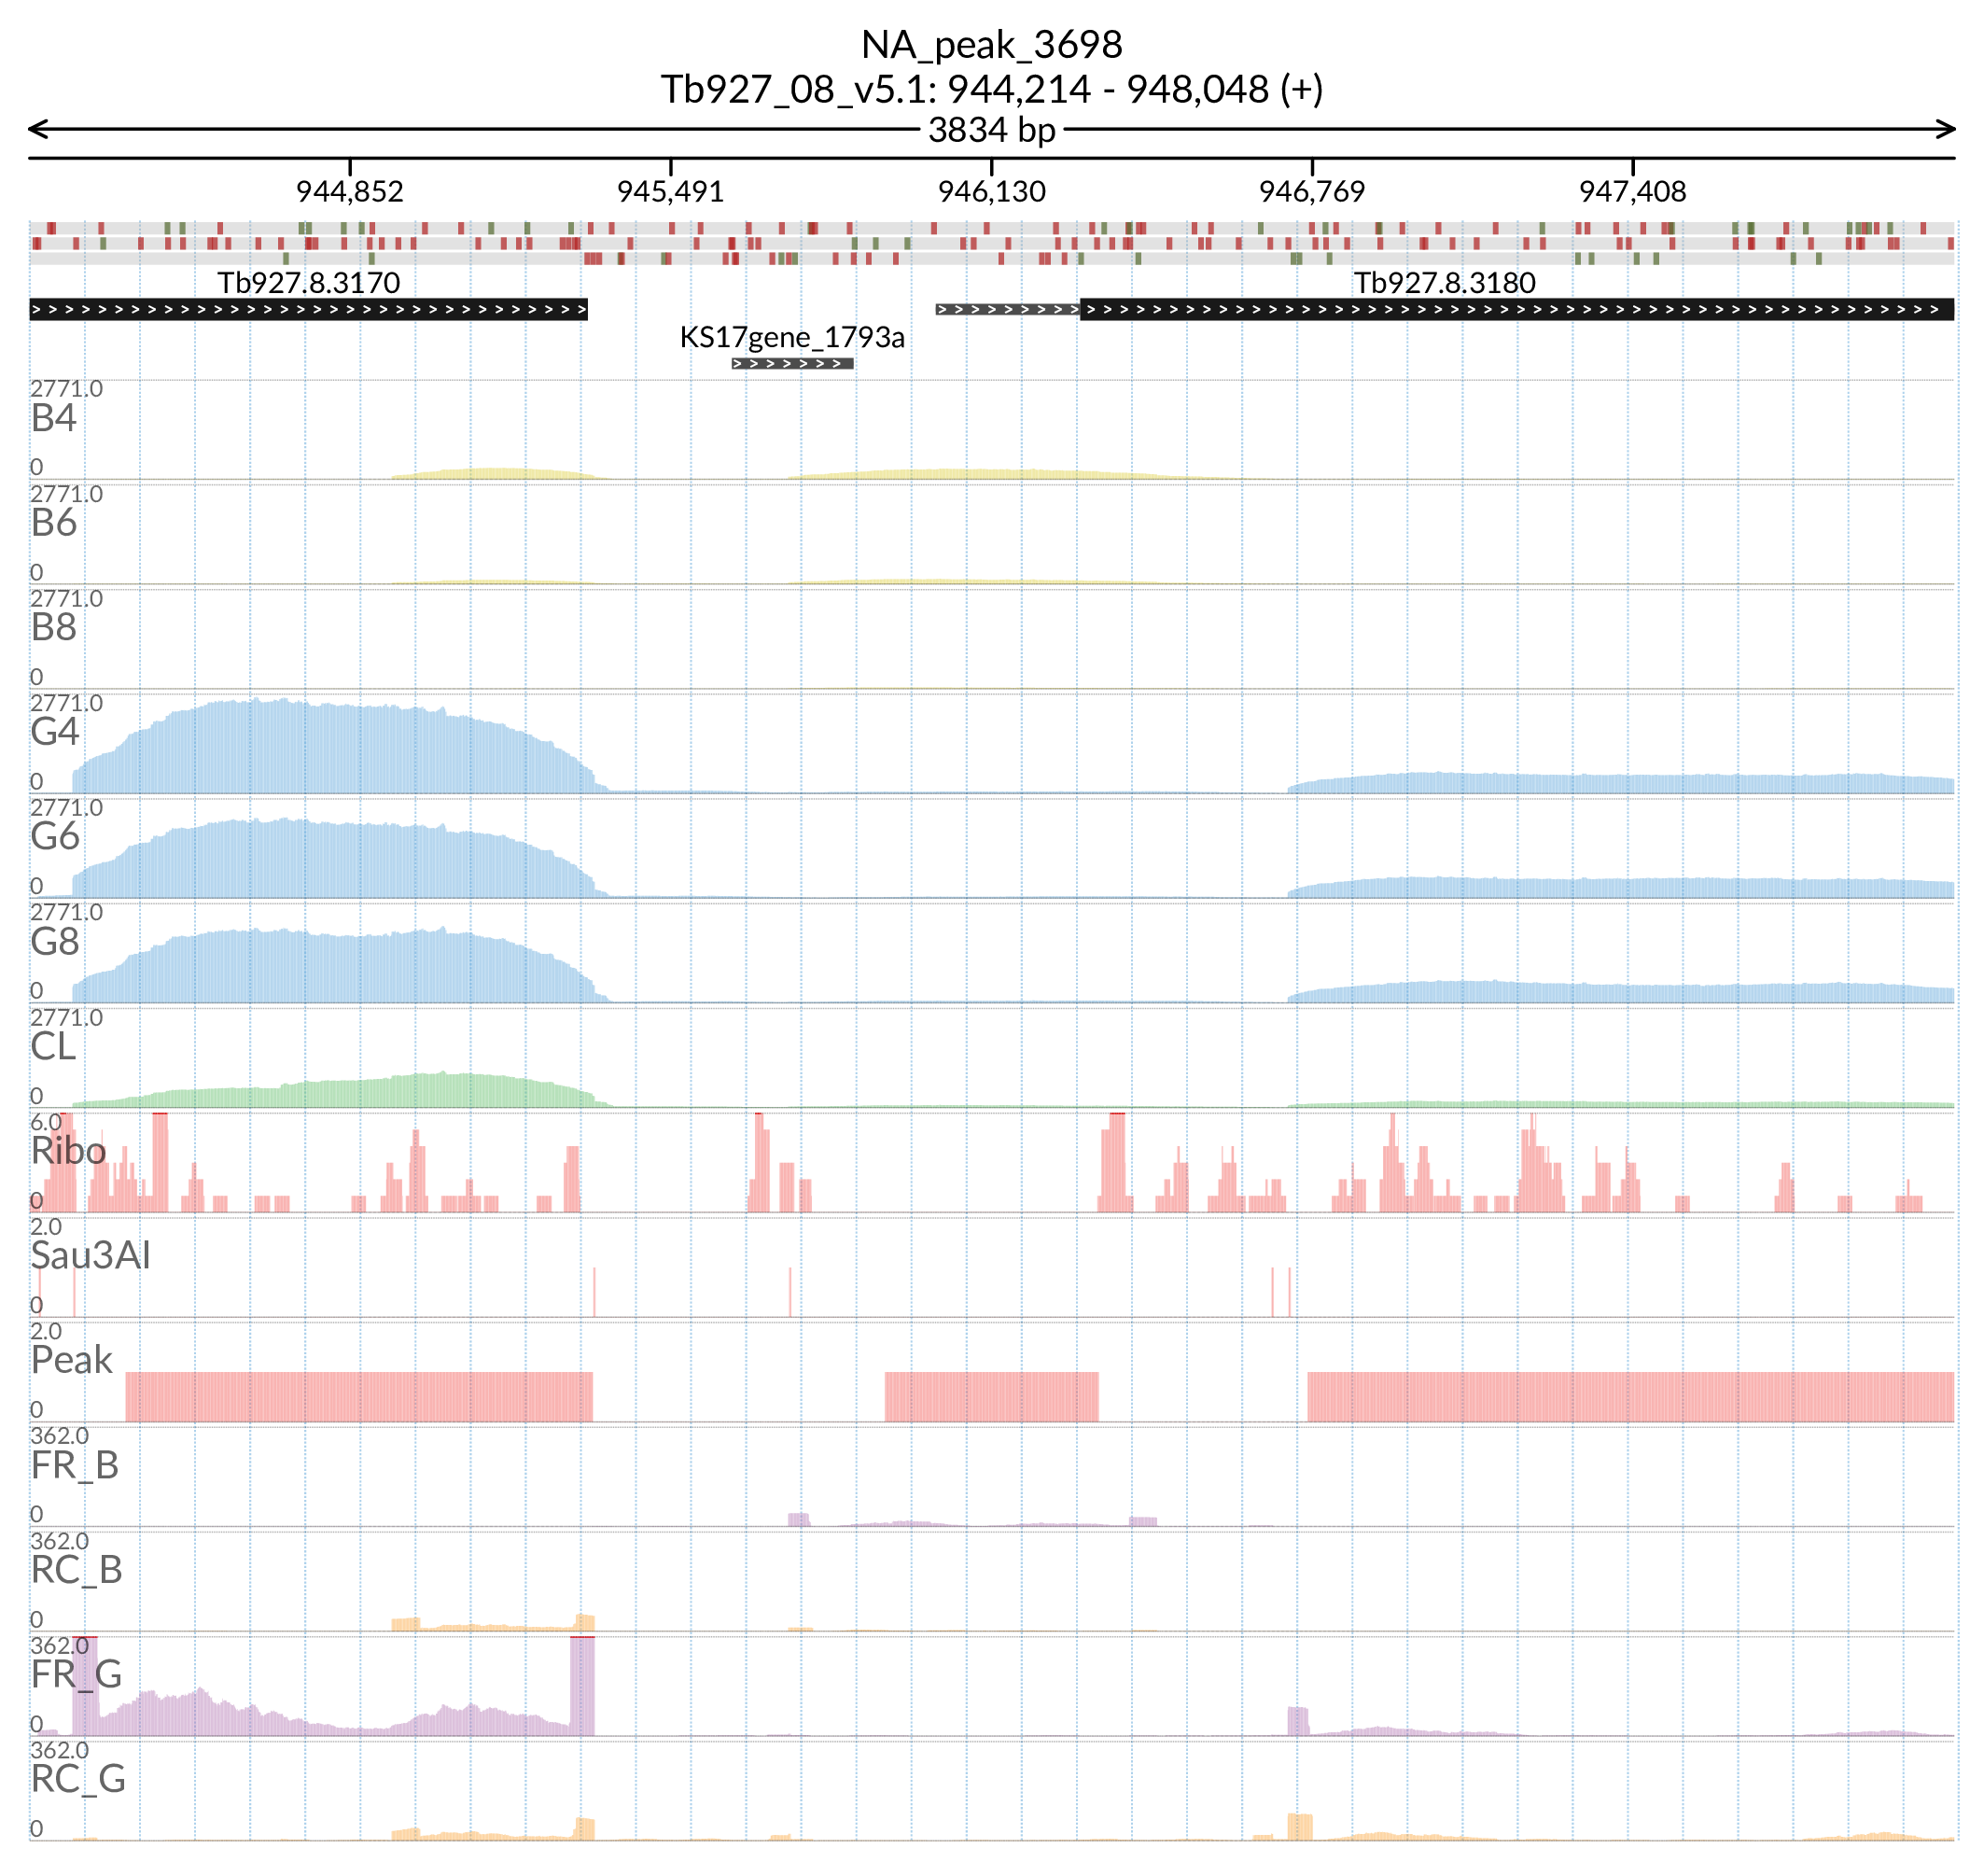 NA_peak_3698
Tb927_08_v5.1: 944,214 - 948,048 (+)
3834 bp
944,852 945,491 946,130 946,769 947,408
Tb927.8.3170 Tb927.8.3180
KS17gene_1793a
2771.0
B4
0
2771.0
B6
0
2771.0
B8
0
2771.0
G4
0
2771.0
G6
0
2771.0
G8
0
2771.0
CL
0
6.0
Ribo
0
2.0
Sau3AI
0
2.0
Peak
0
362.0
FR_B
0
362.0
RC_B
0
362.0
FR_G
0
362.0
RC_G
0